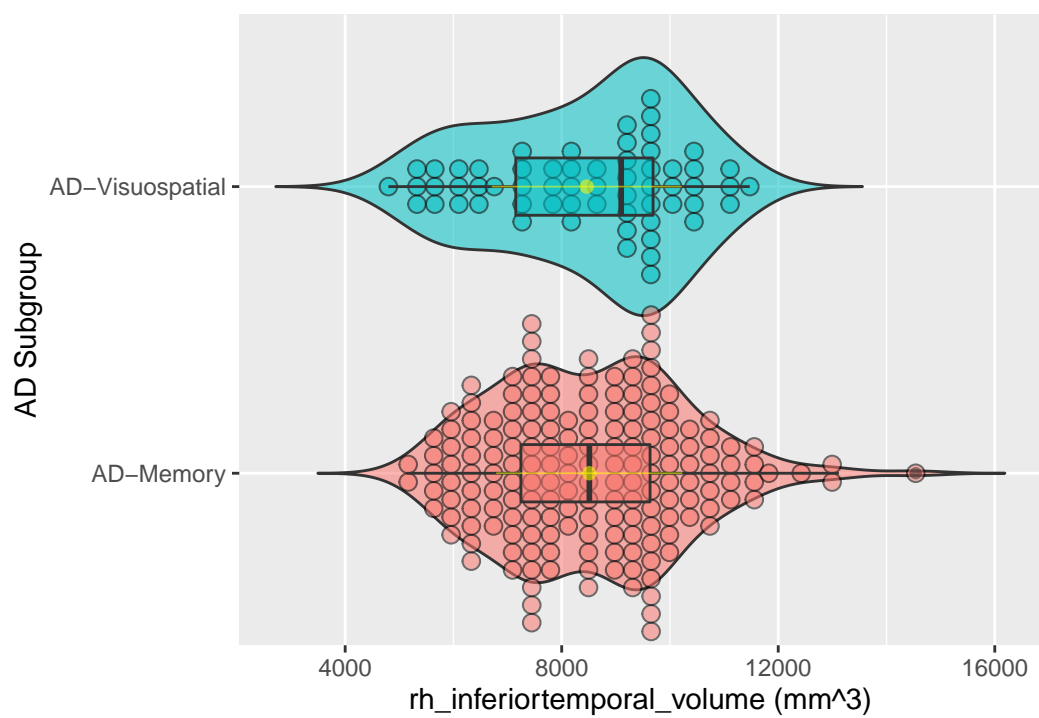 AD Subgroup
AD−Visuospatial
AD−Memory
4000 8000 12000 16000
rh_inferiortemporal_volume (mm^3)